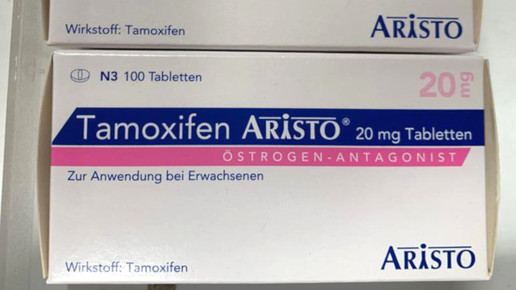 Wirkstoff: Tamoxifen ARISTO
N3 100 Tabletten 20 mg
Tamoxifen ARISTO® 20 mg Tabletten
ÖSTROGEN-ANTAGONIST
Zur Anwendung bei Erwachsenen
Wirkstoff: Tamoxifen ARISTO